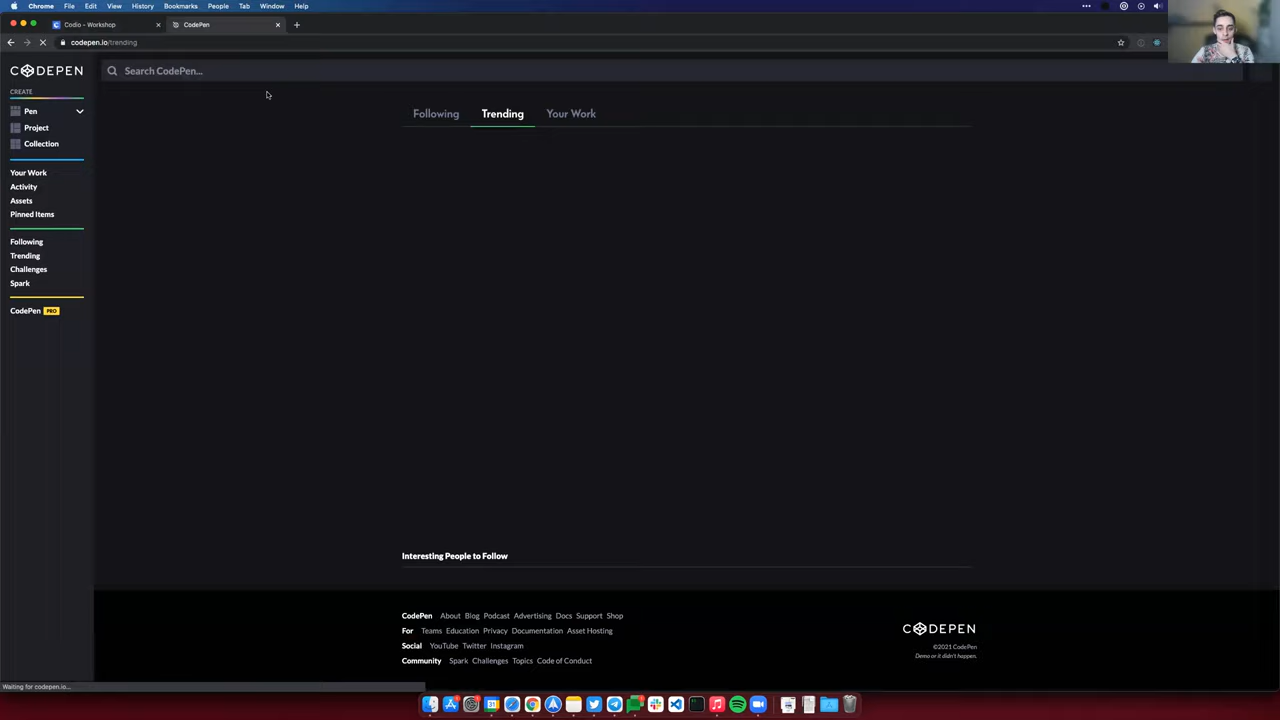 Chrome File Edit View History Bookmarks People Tab Window Help
Codio - Workshop
CodePen
codepen.io/trending
CODEPEN
Search CodePen...
CREATE
Pen
Project
Collection
Your Work
Activity
Assets
Pinned Items
Following
Trending
Challenges
Spark
CodePen PRO
Following Trending Your Work
Interesting People to Follow
CodePen About Blog Podcast Advertising Docs Support Shop
For Teams Education Privacy Documentation Asset Hosting
Social YouTube Twitter Instagram
Community Spark Challenges Topics Code of Conduct
CODEPEN
©2021 CodePen
Demo or it didn't happen.
Waiting for codepen.io...